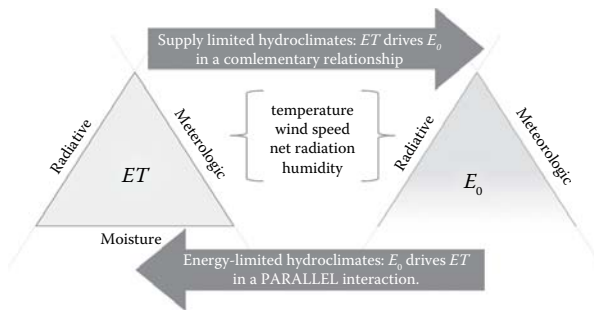 Supply limited hydroclimates: ET drives E₀
in a comlementary relationship
Radiative
Meterologic
ET
Moisture
temperature
wind speed
net radiation
humidity
Radiative
Meteorologic
E₀
Energy-limited hydroclimates: E₀ drives ET
in a PARALLEL interaction.